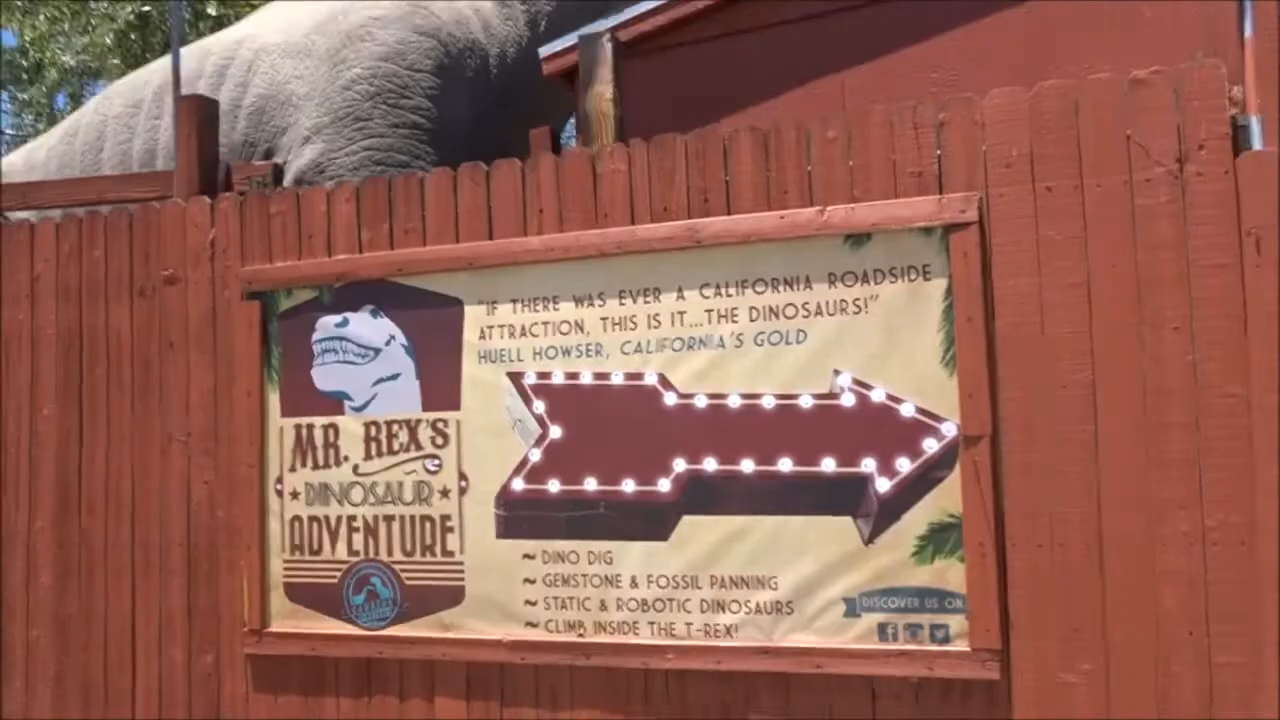 "IF THERE WAS EVER A CALIFORNIA ROADSIDE
ATTRACTION, THIS IS IT...THE DINOSAURS!"
HUELL HOWSER, CALIFORNIA'S GOLD
MR. REX'S
DINOSAUR
ADVENTURE
~ DINO DIG
~ GEMSTONE & FOSSIL PANNING
~ STATIC & ROBOTIC DINOSAURS
~ CLIMB INSIDE THE T-REX!
DISCOVER US ON